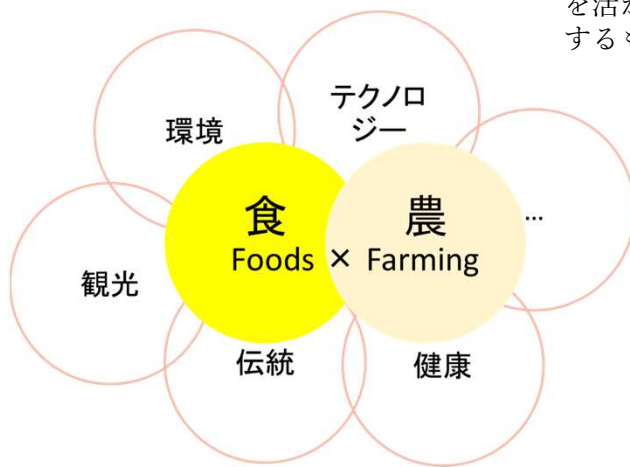 を活か
する
環境
テクノロ
ジー
食
農
Foods × Farming
...
観光
伝統
健康